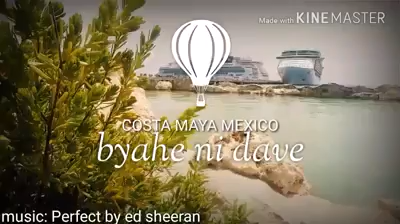 Made with KINEMASTER
COSTA MAYA MEXICO
byahe ni dave
music: Perfect by ed sheeran